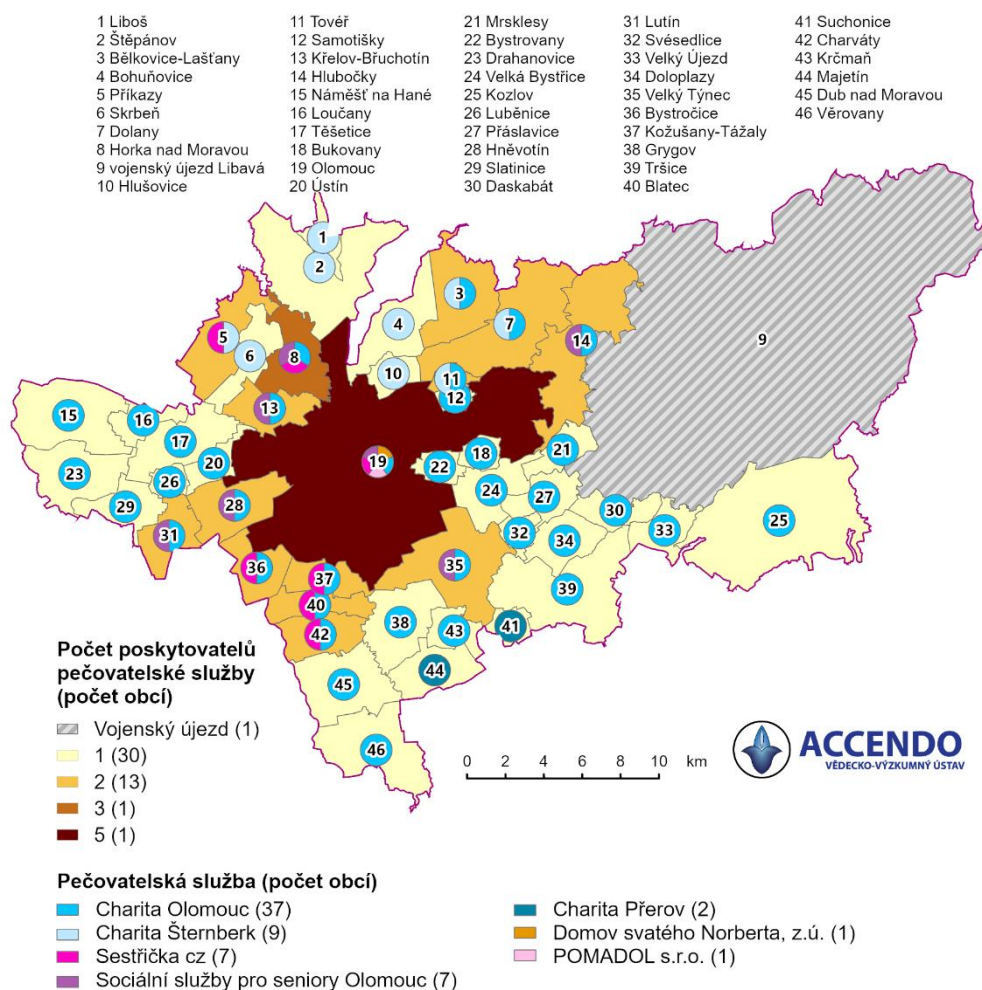 1 Liboš
2 Štěpánov
3 Bělkovice-Lašťany
4 Bohuňovice
5 Příkazy
6 Skrbeň
7 Dolany
8 Horka nad Moravou
9 vojenský újezd Libavá
10 Hlušovice
11 Tovéř
12 Samotišky
13 Křelov-Břuchotín
14 Hlubočky
15 Náměšť na Hané
16 Loučany
17 Těšetice
18 Bukovany
19 Olomouc
20 Ústín
21 Mrsklesy
22 Bystrovany
23 Drahanovice
24 Velká Bystřice
25 Kozlov
26 Luběnice
27 Přáslavice
28 Hněvotín
29 Slatinice
30 Daskabát
31 Lutín
32 Svésedlice
33 Velký Újezd
34 Doloplazy
35 Velký Týnec
36 Bystročice
37 Kožušany-Tážaly
38 Grygov
39 Tršice
40 Blatec
41 Suchonice
42 Charváty
43 Krčmaň
44 Majetín
45 Dub nad Moravou
46 Věrovany
1
2
3
4
7
5
6
8
14
9
10
11
12
13
15
16
17
20
19
18
21
22
23
26
24
27
29
28
30
25
31
32
34
33
36
37
35
39
40
38
43
41
42
44
45
46
Počet poskytovatelů
pečovatelské služby
(počet obcí)
Vojenský újezd (1)
1 (30)
2 (13)
3 (1)
5 (1)
0 2 4 6 8 10 km
ACCENDO
VĚDECKO-VÝZKUMNÝ ÚSTAV
Pečovatelská služba (počet obcí)
Charita Olomouc (37)
Charita Šternberk (9)
Sestřička cz (7)
Sociální služby pro seniory Olomouc (7)
Charita Přerov (2)
Domov svatého Norberta, z.ú. (1)
POMADOL s.r.o. (1)